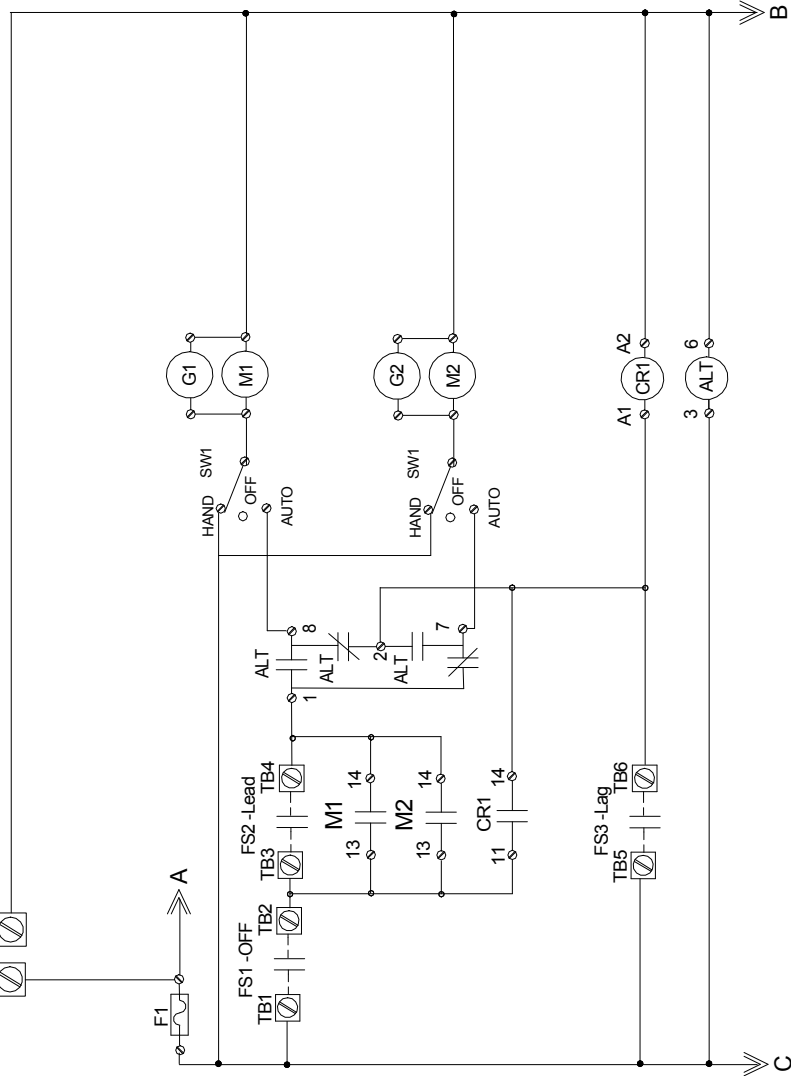 B
A
F1
G1
M1
SW1
HAND
OFF
AUTO
FS1 -OFF
TB1
TB2
FS2 -Lead
TB3
TB4
ALT
1
8
ALT
2
ALT
7
M1
13
14
M2
13
14
CR1
11
14
G2
M2
SW1
HAND
OFF
AUTO
FS3 -Lag
TB5
TB6
A1
CR1
A2
3
ALT
6
C